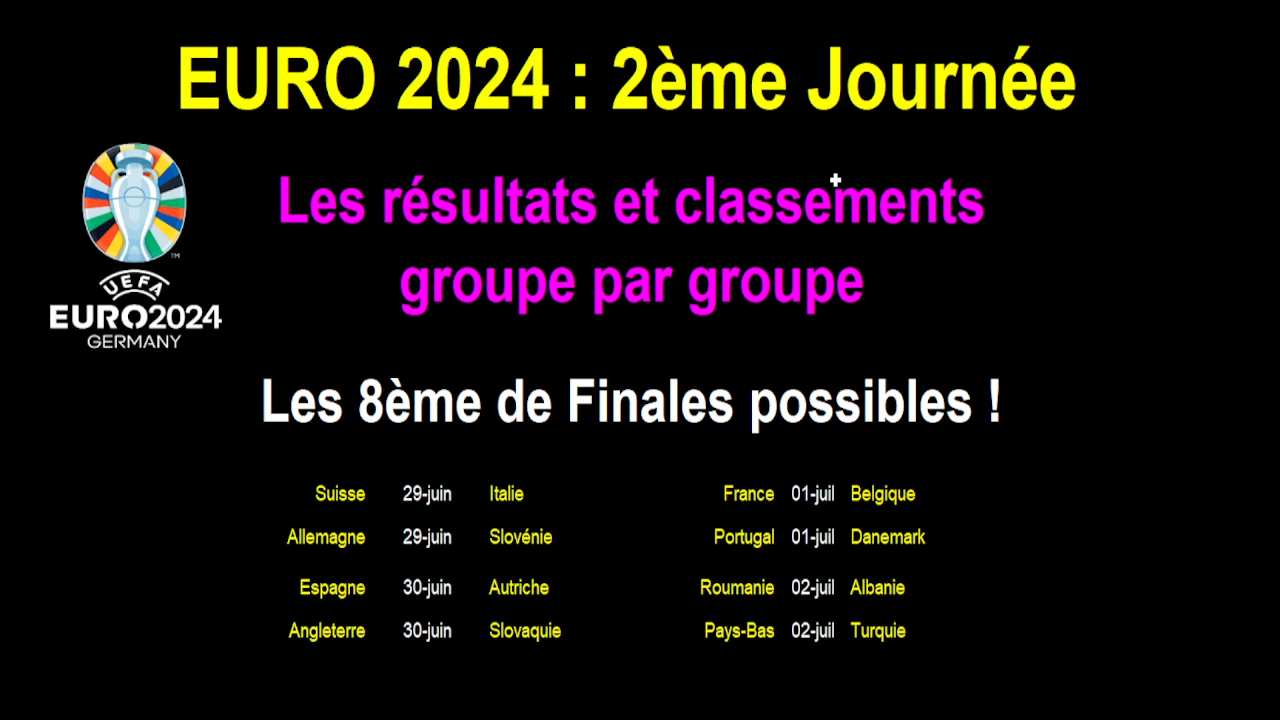 EURO 2024 : 2ème Journée
Les résultats et classements
groupe par groupe
TM
UEFA
EURO2024
GERMANY
Les 8ème de Finales possibles !
Suisse 29-juin Italie France 01-juil Belgique
Allemagne 29-juin Slovénie Portugal 01-juil Danemark
Espagne 30-juin Autriche Roumanie 02-juil Albanie
Angleterre 30-juin Slovaquie Pays-Bas 02-juil Turquie